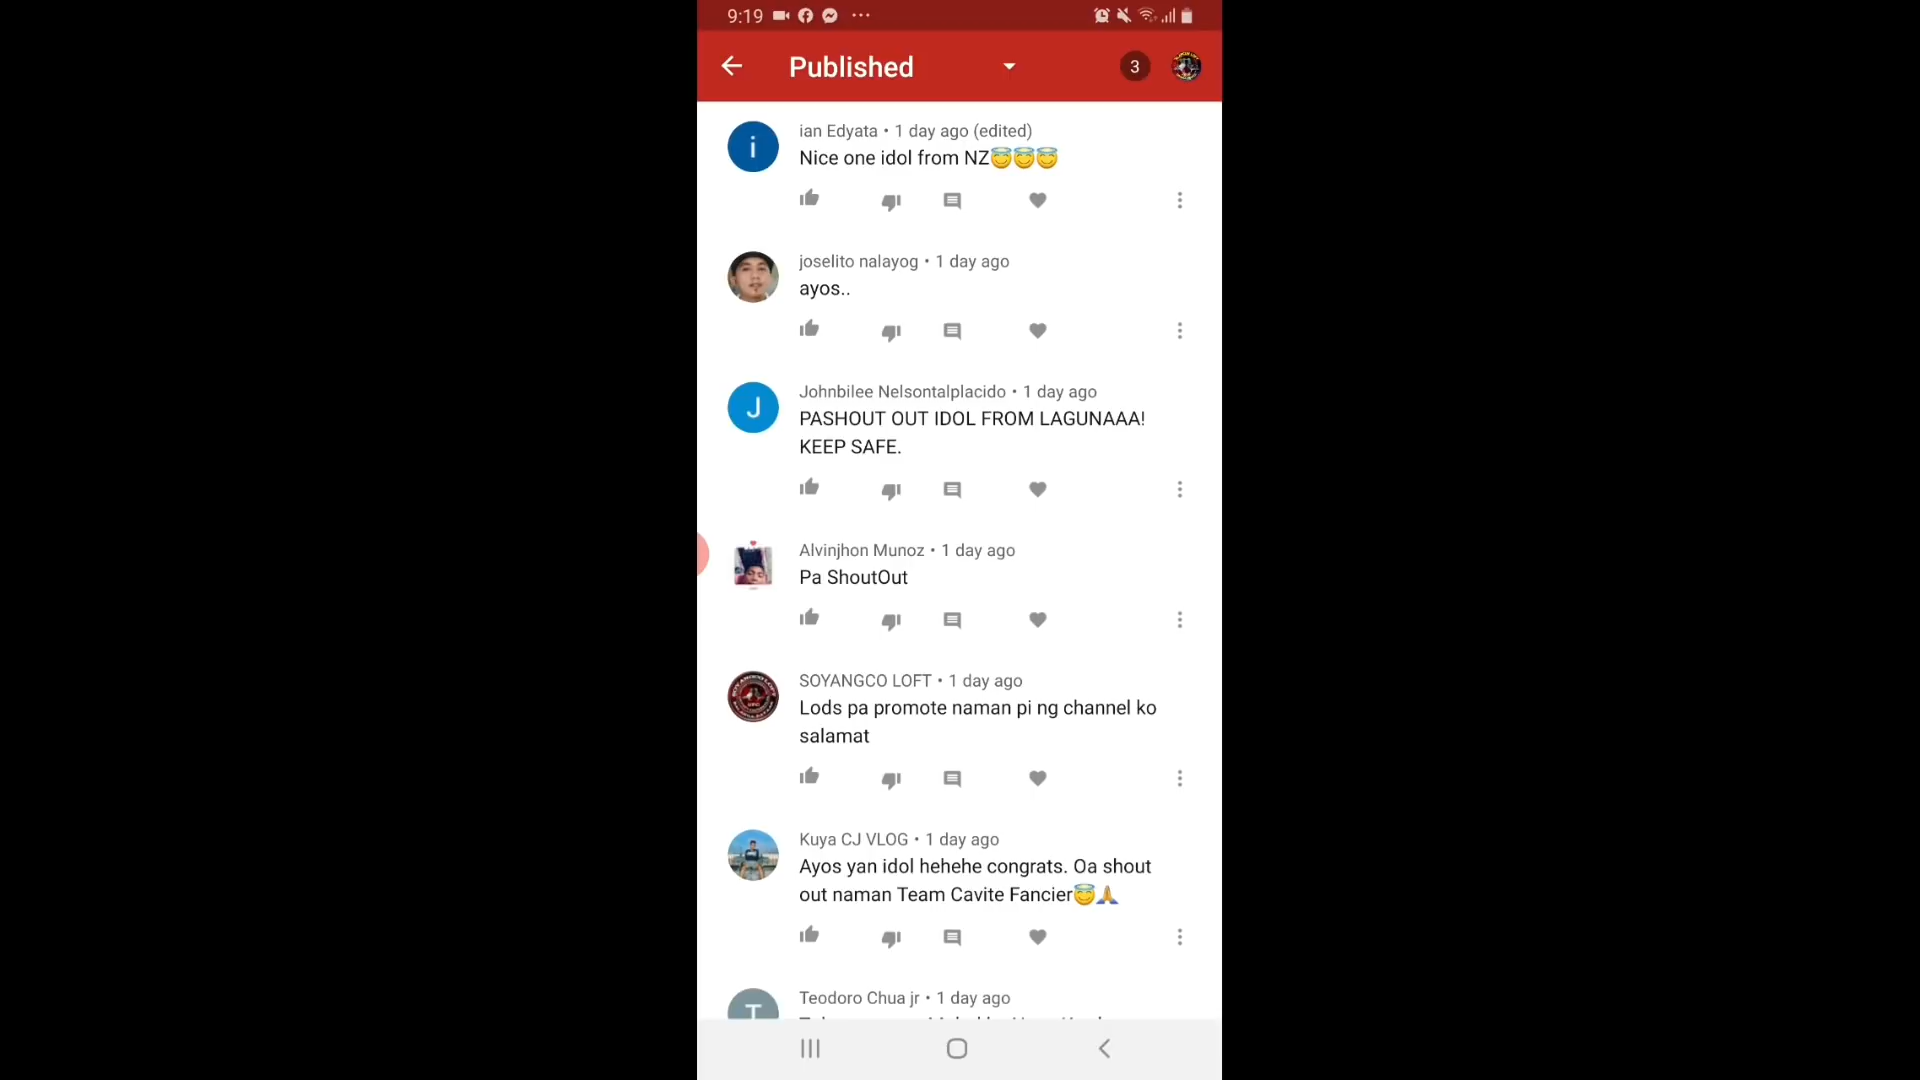 9:19
Published
3
ian Edyata • 1 day ago (edited)
Nice one idol from NZ😇😇😇
joselito nalayog • 1 day ago
ayos..
Johnbilee Nelsontalplacido • 1 day ago
PASHOUT OUT IDOL FROM LAGUNAAA!
KEEP SAFE.
Alvinjhon Munoz • 1 day ago
Pa ShoutOut
SOYANGCO LOFT • 1 day ago
Lods pa promote naman pi ng channel ko
salamat
Kuya CJ VLOG • 1 day ago
Ayos yan idol hehehe congrats. Oa shout
out naman Team Cavite Fancier😇🙏
Teodoro Chua jr • 1 day ago